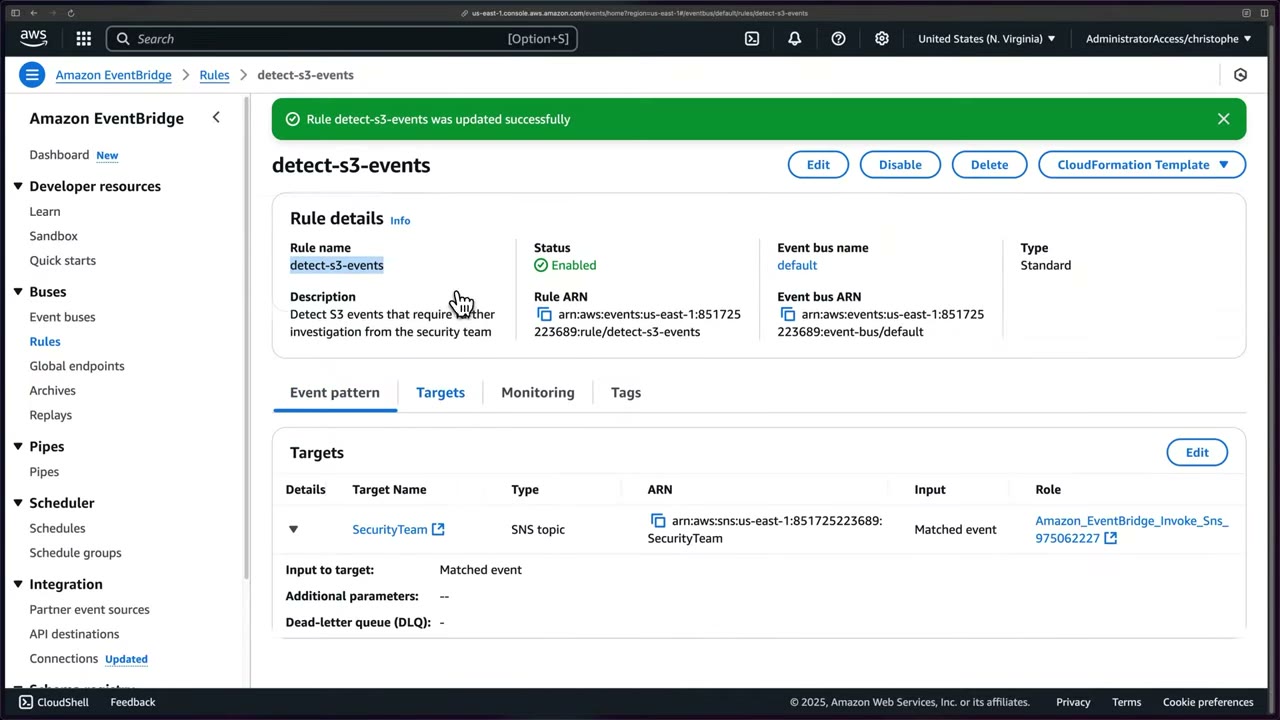 us-east-1.console.aws.amazon.com/events/home?region=us-east-1#/eventbus/default/rules/detect-s3-events
aws
Search
[Option+S]
United States (N. Virginia) ▼
AdministratorAccess/christophe ▼
Amazon EventBridge > Rules > detect-s3-events
Amazon EventBridge
Dashboard New
Developer resources
Learn
Sandbox
Quick starts
Buses
Event buses
Rules
Global endpoints
Archives
Replays
Pipes
Pipes
Scheduler
Schedules
Schedule groups
Integration
Partner event sources
API destinations
Connections Updated
Rule detect-s3-events was updated successfully
detect-s3-events
Edit
Disable
Delete
CloudFormation Template ▼
Rule details Info
Rule name
detect-s3-events
Description
Detect S3 events that require
investigation from the security team
Status
Enabled
Rule ARN
arn:aws:events:us-east-1:851725
223689:rule/detect-s3-events
Event bus name
default
Event bus ARN
arn:aws:events:us-east-1:851725
223689:event-bus/default
Type
Standard
Event pattern
Targets
Monitoring
Tags
Targets
Edit
Details
Target Name
Type
ARN
Input
Role
SecurityTeam
SNS topic
arn:aws:sns:us-east-1:851725223689:
SecurityTeam
Matched event
Amazon_EventBridge_Invoke_Sns_
975062227
Input to target: Matched event
Additional parameters: --
Dead-letter queue (DLQ): -
CloudShell
Feedback
© 2025, Amazon Web Services, Inc. or its affiliates.
Privacy
Terms
Cookie preferences